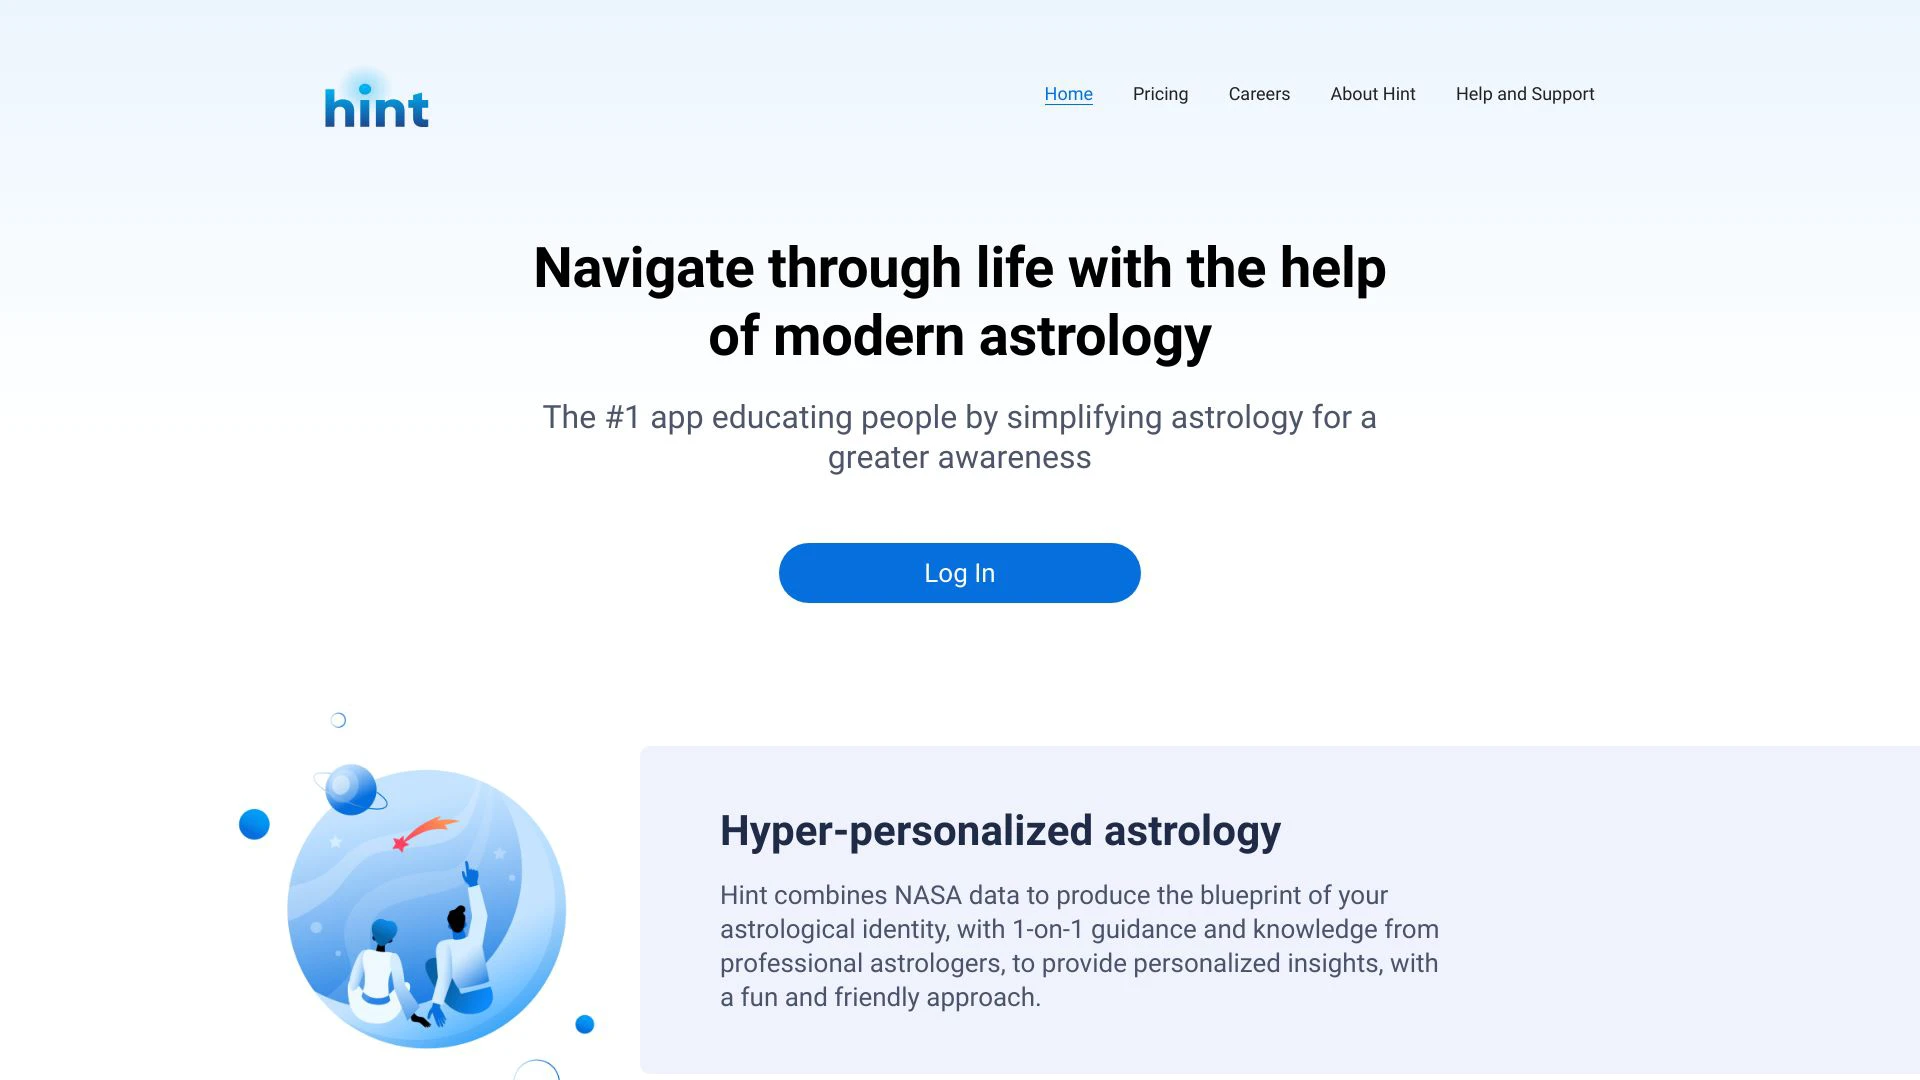 hint
Home Pricing Careers About Hint Help and Support
Navigate through life with the help
of modern astrology
The #1 app educating people by simplifying astrology for a
greater awareness
Log In
Hyper-personalized astrology
Hint combines NASA data to produce the blueprint of your
astrological identity, with 1-on-1 guidance and knowledge from
professional astrologers, to provide personalized insights, with
a fun and friendly approach.